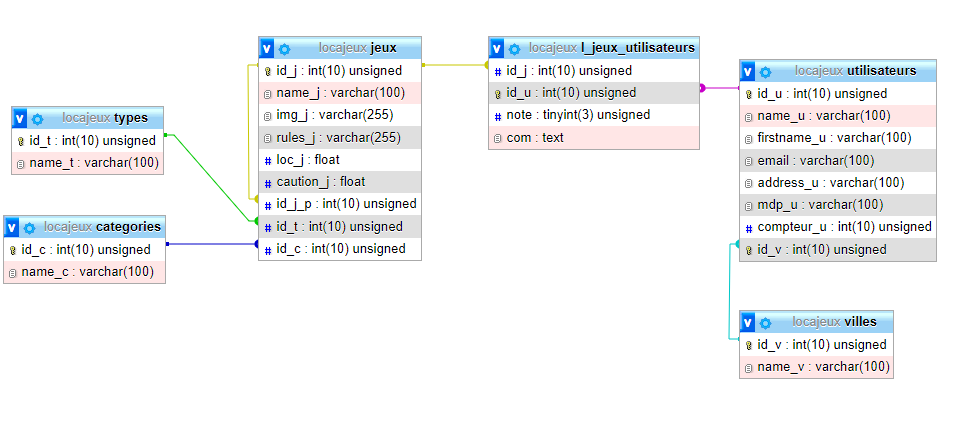 v locajeux types
id_t : int(10) unsigned
name_t : varchar(100)
v locajeux categories
id_c : int(10) unsigned
name_c : varchar(100)
v locajeux jeux
id_j : int(10) unsigned
name_j : varchar(100)
img_j : varchar(255)
rules_j : varchar(255)
# loc_j : float
# caution_j : float
# id_j_p : int(10) unsigned
# id_t : int(10) unsigned
# id_c : int(10) unsigned
v locajeux l_jeux_utilisateurs
# id_j : int(10) unsigned
id_u : int(10) unsigned
# note : tinyint(3) unsigned
com : text
v locajeux utilisateurs
id_u : int(10) unsigned
name_u : varchar(100)
firstname_u : varchar(100)
email : varchar(100)
address_u : varchar(100)
mdp_u : varchar(100)
# compteur_u : int(10) unsigned
id_v : int(10) unsigned
v locajeux villes
id_v : int(10) unsigned
name_v : varchar(100)